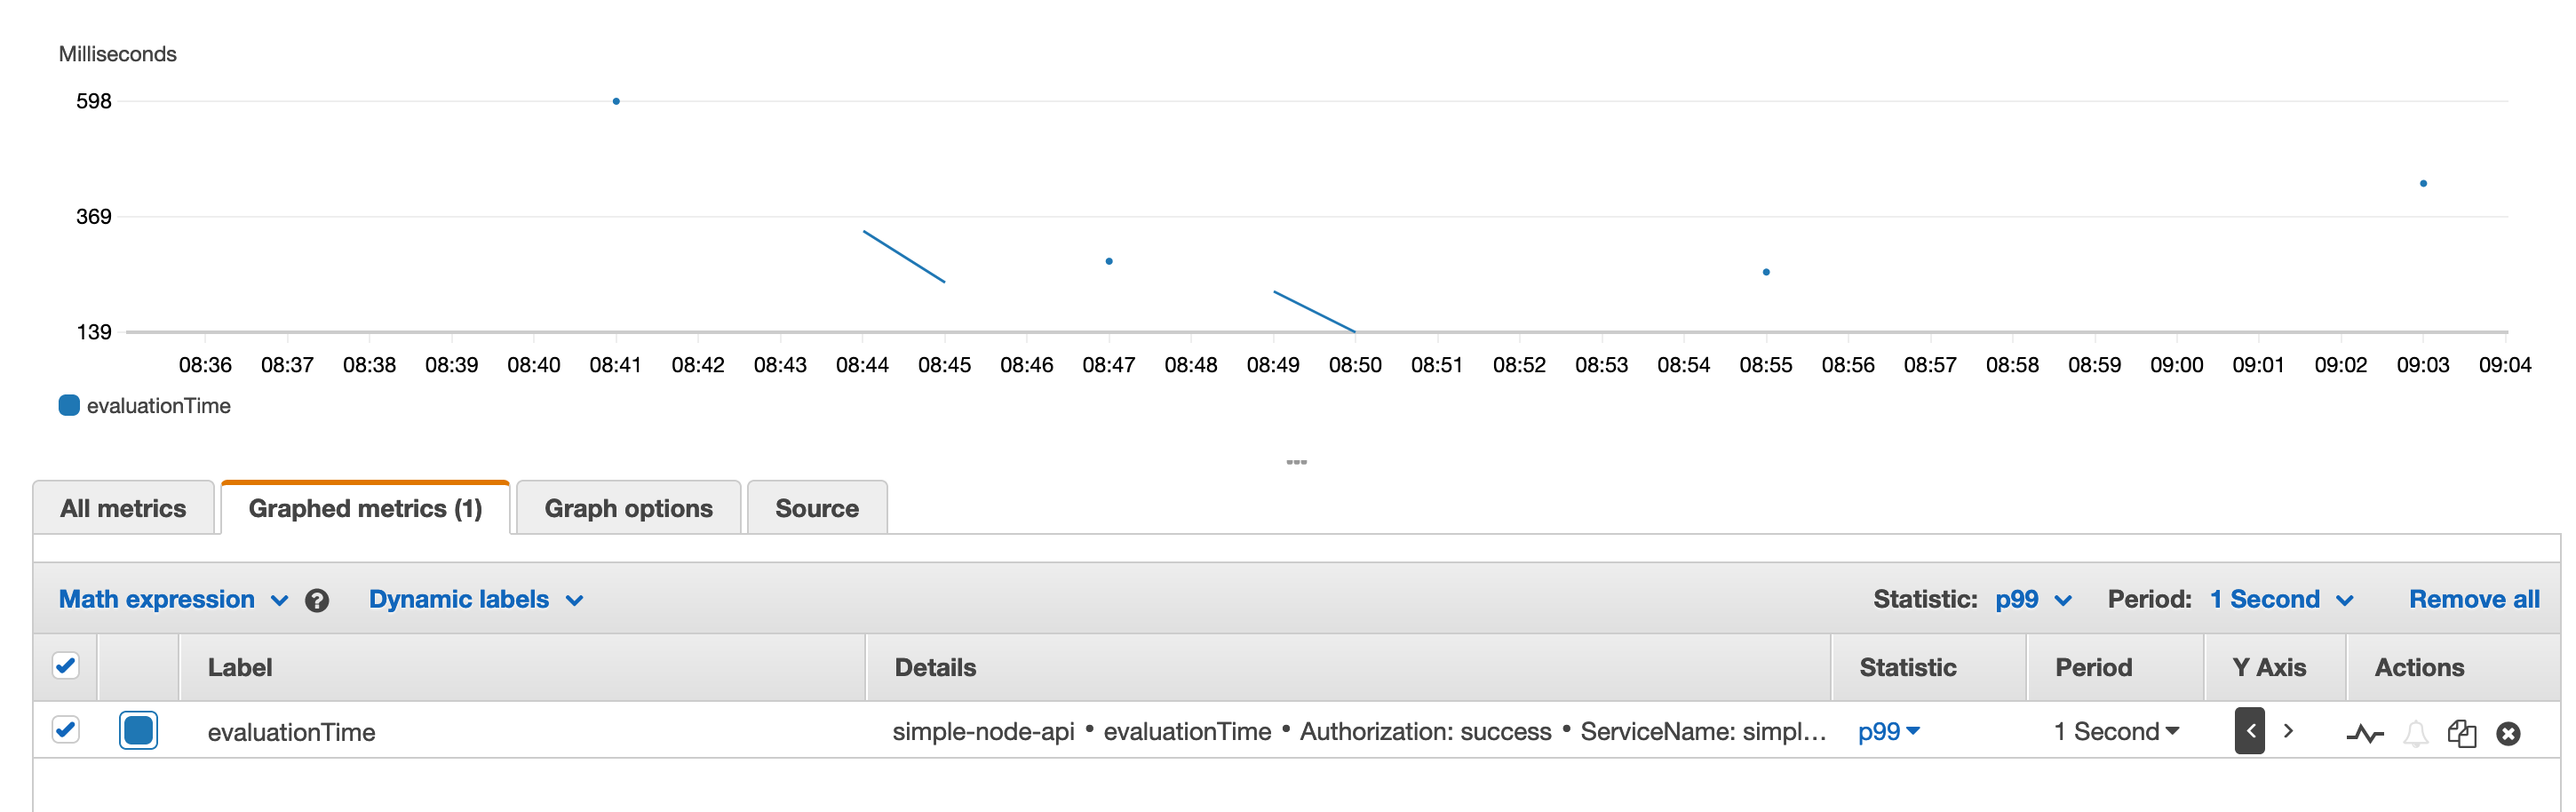 Milliseconds
598
369
139
08:36 08:37 08:38 08:39 08:40 08:41 08:42 08:43 08:44 08:45 08:46 08:47 08:48 08:49 08:50 08:51 08:52 08:53 08:54 08:55 08:56 08:57 08:58 08:59 09:00 09:01 09:02 09:03 09:04
evaluationTime
All metrics Graphed metrics (1) Graph options Source
Math expression ? Dynamic labels Statistic: p99 Period: 1 Second Remove all
Label Details Statistic Period Y Axis Actions
evaluationTime simple-node-api • evaluationTime • Authorization: success • ServiceName: simpl... p99 1 Second < >